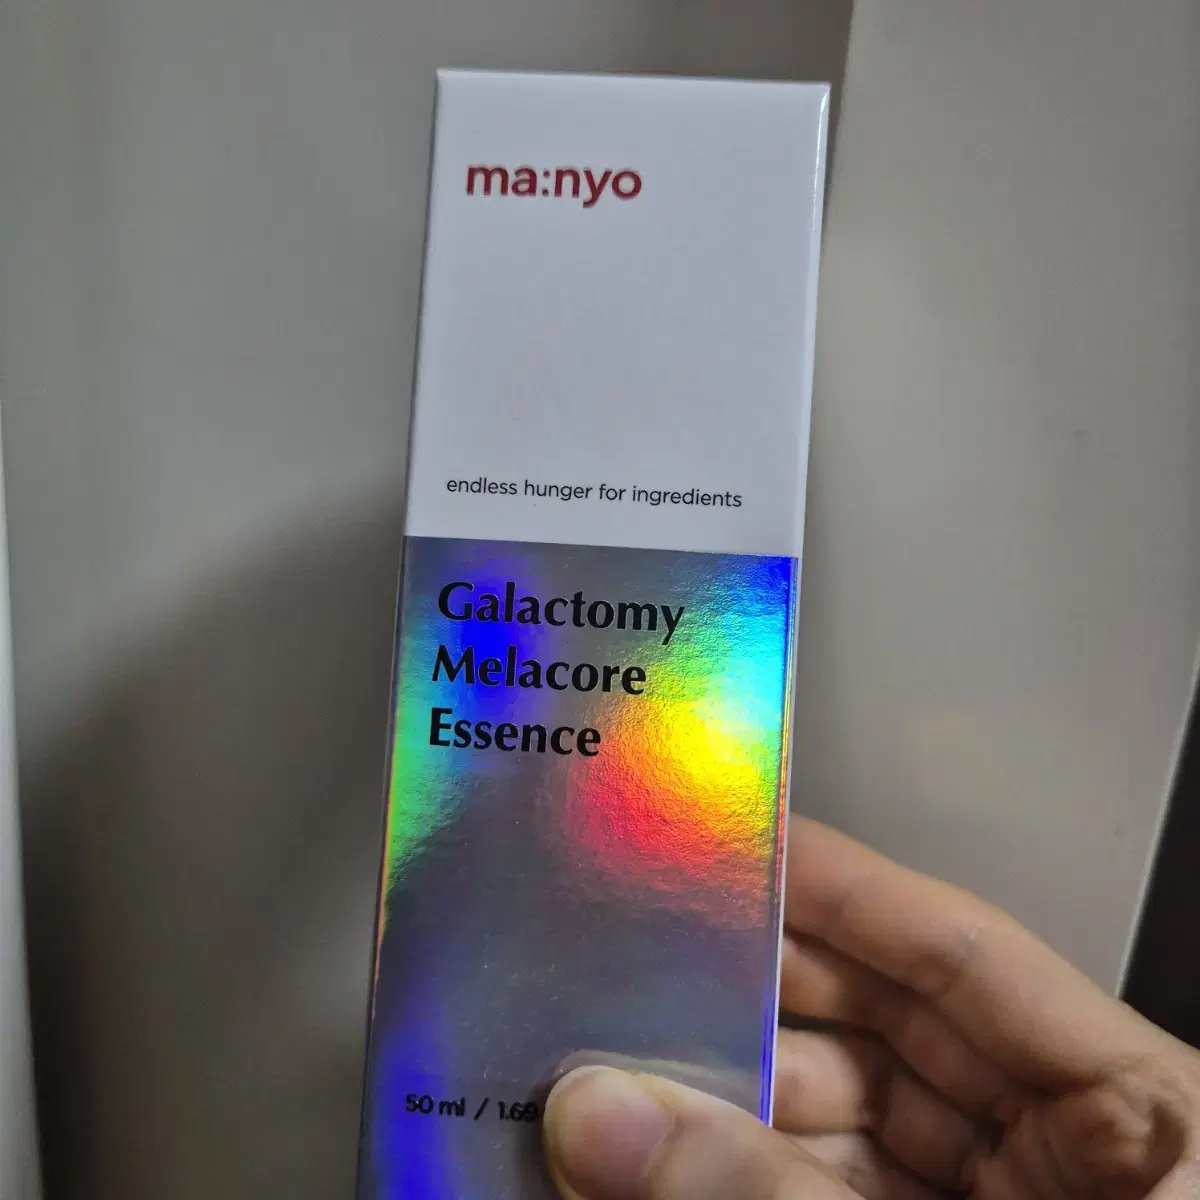 ma:nyo
endless hunger for ingredients
Galactomy
Melacore
Essence
50 ml / 1.69